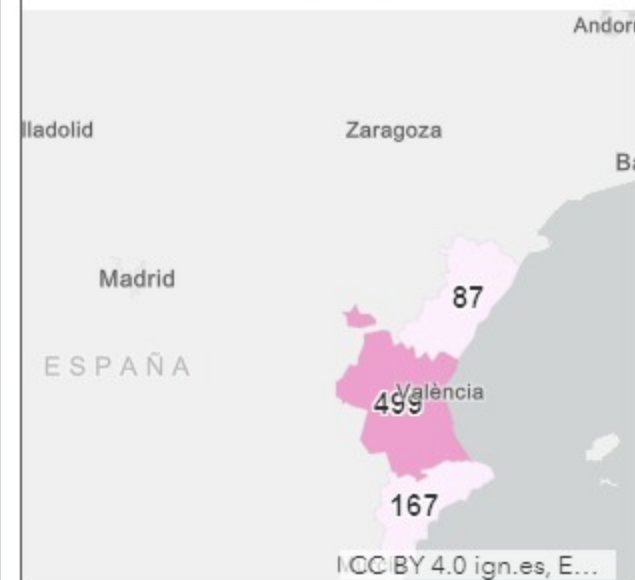 Andorr
lladolid
Zaragoza
Ba
Madrid
87
ESPAÑA
València
499
167
CC BY 4.0 ign.es, E...